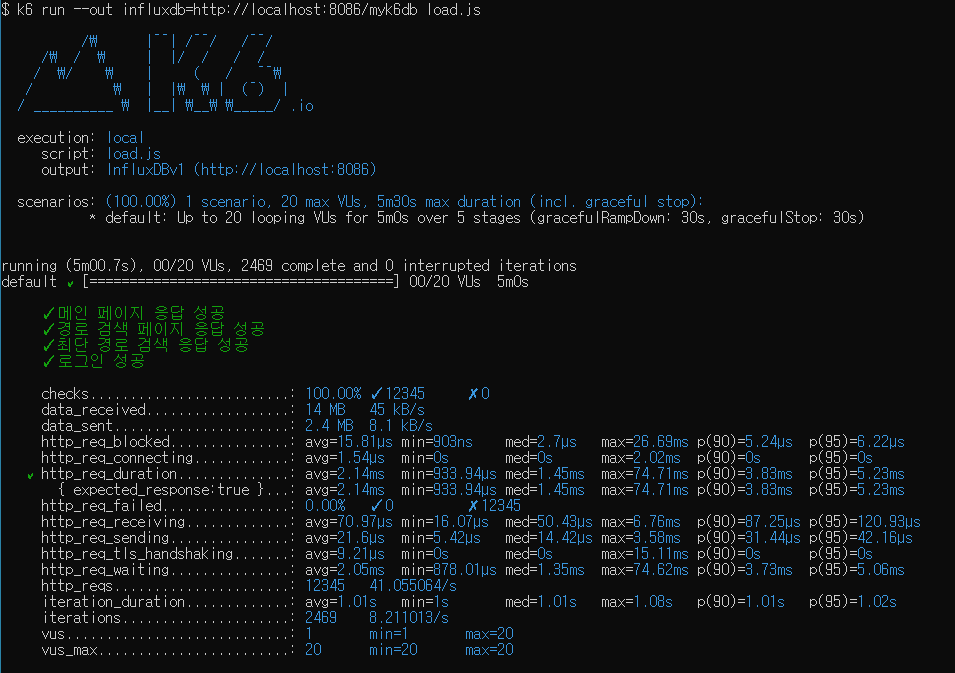 $ k6 run --out influxdb=http://localhost:8086/myk6db load.js
/₩ |‾‾| /‾‾/ /‾‾/
/₩ / ₩ | |/ / / /
/ ₩/ ₩ | ( / ‾‾₩
/ ₩ | |₩ ₩ | (‾) |
/ __________ ₩ |__| ₩__₩ ₩_____/ .io
execution: local
script: load.js
output: InfluxDBv1 (http://localhost:8086)
scenarios: (100.00%) 1 scenario, 20 max VUs, 5m30s max duration (incl. graceful stop):
* default: Up to 20 looping VUs for 5m0s over 5 stages (gracefulRampDown: 30s, gracefulStop: 30s)
running (5m00.7s), 00/20 VUs, 2469 complete and 0 interrupted iterations
default ✓ [======================================] 00/20 VUs 5m0s
✓메인 페이지 응답 성공
✓경로 검색 페이지 응답 성공
✓최단 경로 검색 응답 성공
✓로그인 성공
checks.........................: 100.00% ✓12345 ✗0
data_received..................: 14 MB 45 kB/s
data_sent......................: 2.4 MB 8.1 kB/s
http_req_blocked...............: avg=15.81µs min=903ns med=2.7µs max=26.69ms p(90)=5.24µs p(95)=6.22µs
http_req_connecting............: avg=1.54µs min=0s med=0s max=2.02ms p(90)=0s p(95)=0s
✓ http_req_duration..............: avg=2.14ms min=933.94µs med=1.45ms max=74.71ms p(90)=3.83ms p(95)=5.23ms
{ expected_response:true }...: avg=2.14ms min=933.94µs med=1.45ms max=74.71ms p(90)=3.83ms p(95)=5.23ms
http_req_failed................: 0.00% ✓0 ✗12345
http_req_receiving.............: avg=70.97µs min=16.07µs med=50.43µs max=6.76ms p(90)=87.25µs p(95)=120.93µs
http_req_sending...............: avg=21.6µs min=5.42µs med=14.42µs max=3.58ms p(90)=31.44µs p(95)=42.16µs
http_req_tls_handshaking.......: avg=9.21µs min=0s med=0s max=15.11ms p(90)=0s p(95)=0s
http_req_waiting...............: avg=2.05ms min=878.01µs med=1.35ms max=74.62ms p(90)=3.73ms p(95)=5.06ms
http_reqs......................: 12345 41.055064/s
iteration_duration.............: avg=1.01s min=1s med=1.01s max=1.08s p(90)=1.01s p(95)=1.02s
iterations.....................: 2469 8.211013/s
vus............................: 1 min=1 max=20
vus_max........................: 20 min=20 max=20